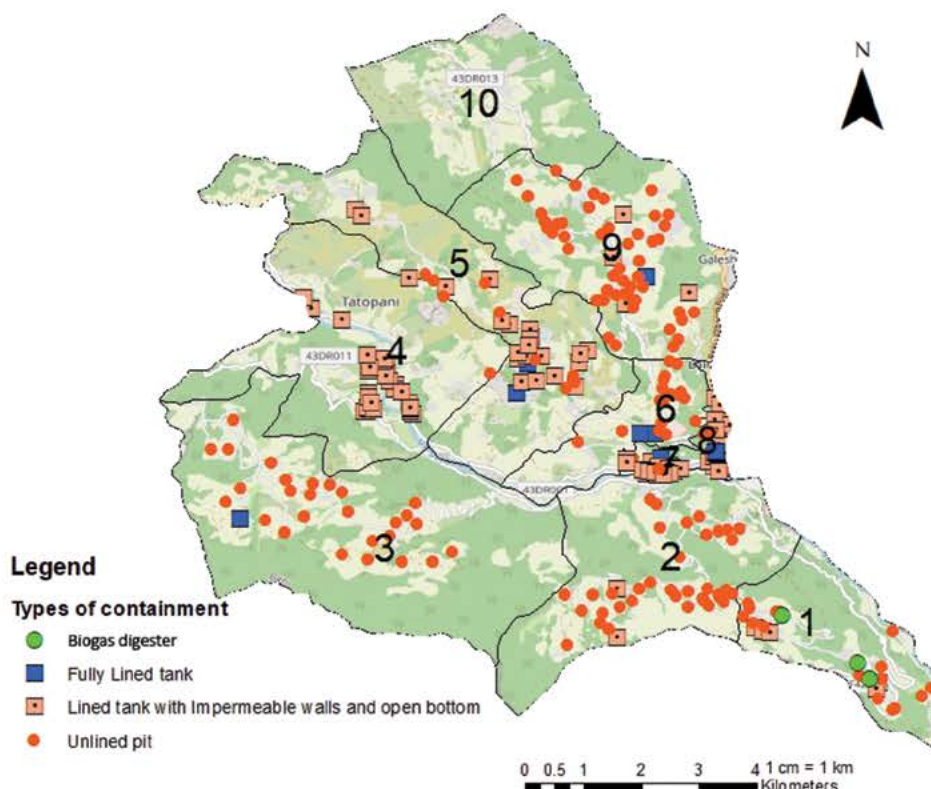 N
43DR013
10
9
Galesh
5
Tatopani
4
43DR011
6
8
7
43DR001
3
2
1
Legend
Types of containment
Biogas digester
Fully Lined tank
Lined tank with Impermeable walls and open bottom
Unlined pit
0 0.5 1 2 3 4 1 cm = 1 km
Kilometers